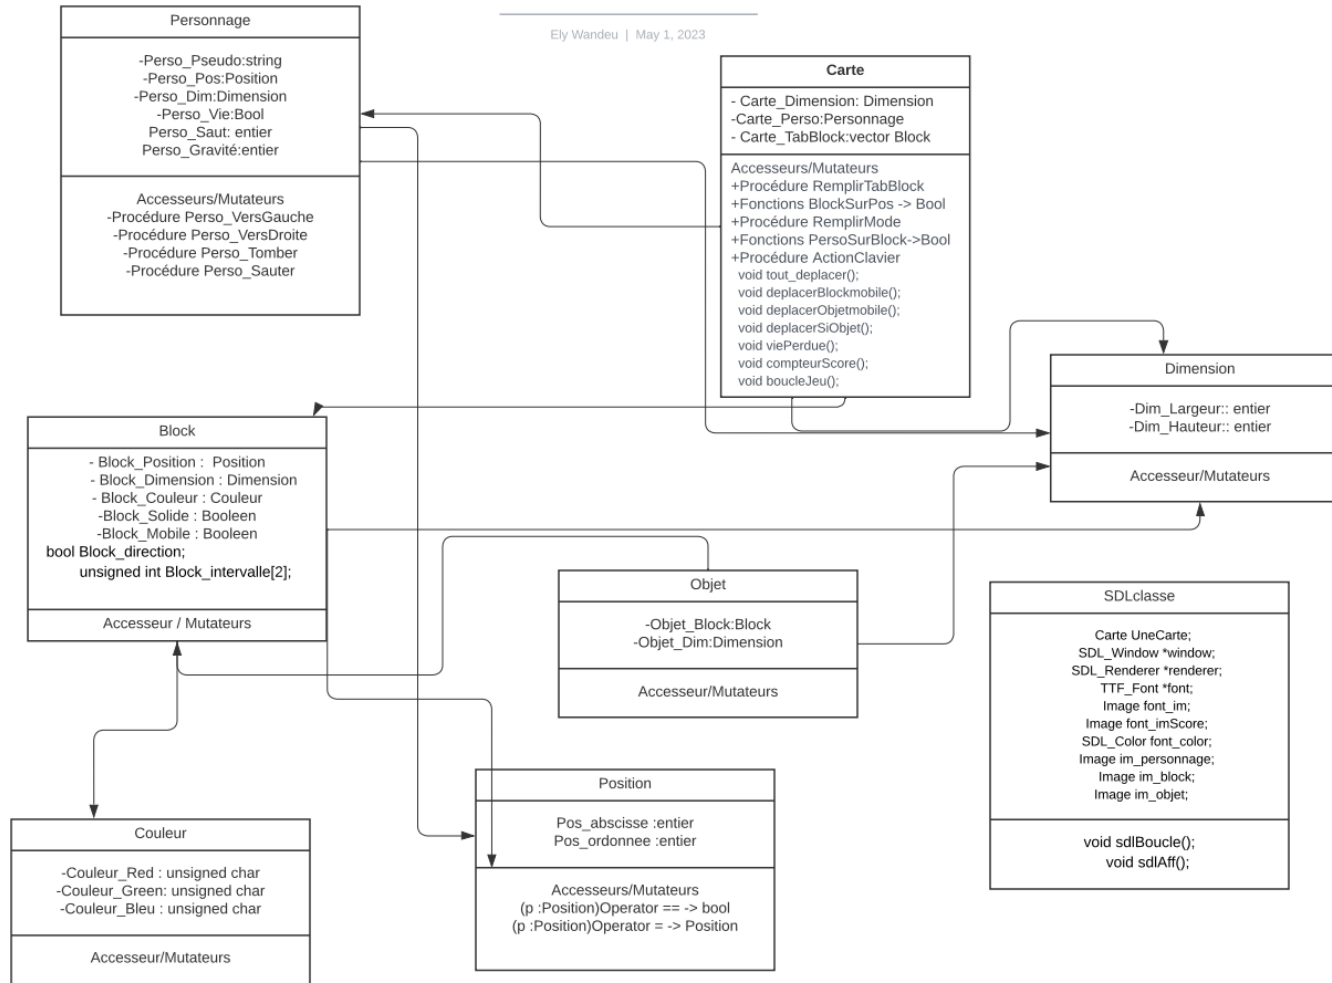 Ely Wandeu | May 1, 2023
Personnage
-Perso_Pseudo:string
-Perso_Pos:Position
-Perso_Dim:Dimension
-Perso_Vie:Bool
Perso_Saut: entier
Perso_Gravité:entier
Accesseurs/Mutateurs
-Procédure Perso_VersGauche
-Procédure Perso_VersDroite
-Procédure Perso_Tomber
-Procédure Perso_Sauter
Carte
- Carte_Dimension: Dimension
-Carte_Perso:Personnage
- Carte_TabBlock:vector Block
Accesseurs/Mutateurs
+Procédure RemplirTabBlock
+Fonctions BlockSurPos -> Bool
+Procédure RemplirMode
+Fonctions PersoSurBlock->Bool
+Procédure ActionClavier
void tout_deplacer();
void deplacerBlockmobile();
void deplacerObjetmobile();
void deplacerSiObjet();
void viePerdue();
void compteurScore();
void boucleJeu();
Dimension
-Dim_Largeur:: entier
-Dim_Hauteur:: entier
Accesseur/Mutateurs
Block
- Block_Position : Position
- Block_Dimension : Dimension
- Block_Couleur : Couleur
-Block_Solide : Booleen
-Block_Mobile : Booleen
bool Block_direction;
unsigned int Block_intervalle[2];
Accesseur / Mutateurs
Objet
-Objet_Block:Block
-Objet_Dim:Dimension
Accesseur/Mutateurs
SDLclasse
Carte UneCarte;
SDL_Window *window;
SDL_Renderer *renderer;
TTF_Font *font;
Image font_im;
Image font_imScore;
SDL_Color font_color;
Image im_personnage;
Image im_block;
Image im_objet;
void sdlBoucle();
void sdlAff();
Position
Pos_abscisse :entier
Pos_ordonnee :entier
Accesseurs/Mutateurs
(p :Position)Operator == -> bool
(p :Position)Operator = -> Position
Couleur
-Couleur_Red : unsigned char
-Couleur_Green: unsigned char
-Couleur_Bleu : unsigned char
Accesseur/Mutateurs